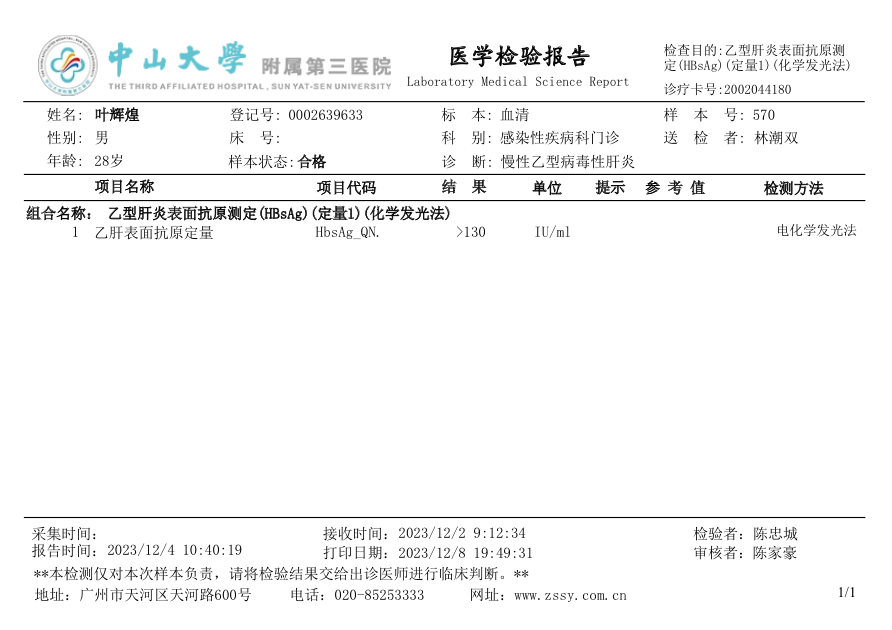 中山大学 附属第三医院
THE THIRD AFFILIATED HOSPITAL, SUN YAT-SEN UNIVERSITY
医学检验报告
Laboratory Medical Science Report
检查目的:乙型肝炎表面抗原测
定(HBsAg)(定量1)(化学发光法)
诊疗卡号:2002044180
姓名: 叶辉煌 登记号: 0002639633 标 本: 血清 样 本 号: 570
性别: 男 床 号: 科 别: 感染性疾病科门诊 送 检 者: 林潮双
年龄: 28岁 样本状态: 合格 诊 断: 慢性乙型病毒性肝炎
项目名称 项目代码 结 果 单位 提示 参 考 值 检测方法
组合名称: 乙型肝炎表面抗原测定(HBsAg)(定量1)(化学发光法)
1 乙肝表面抗原定量 HbsAg_QN. >130 IU/ml 电化学发光法
采集时间: 接收时间: 2023/12/2 9:12:34 检验者: 陈忠城
报告时间: 2023/12/4 10:40:19 打印日期: 2023/12/8 19:49:31 审核者: 陈家豪
**本检测仅对本次样本负责，请将检验结果交给出诊医师进行临床判断。**
地址: 广州市天河区天河路600号 电话: 020-85253333 网址: www.zssy.com.cn 1/1